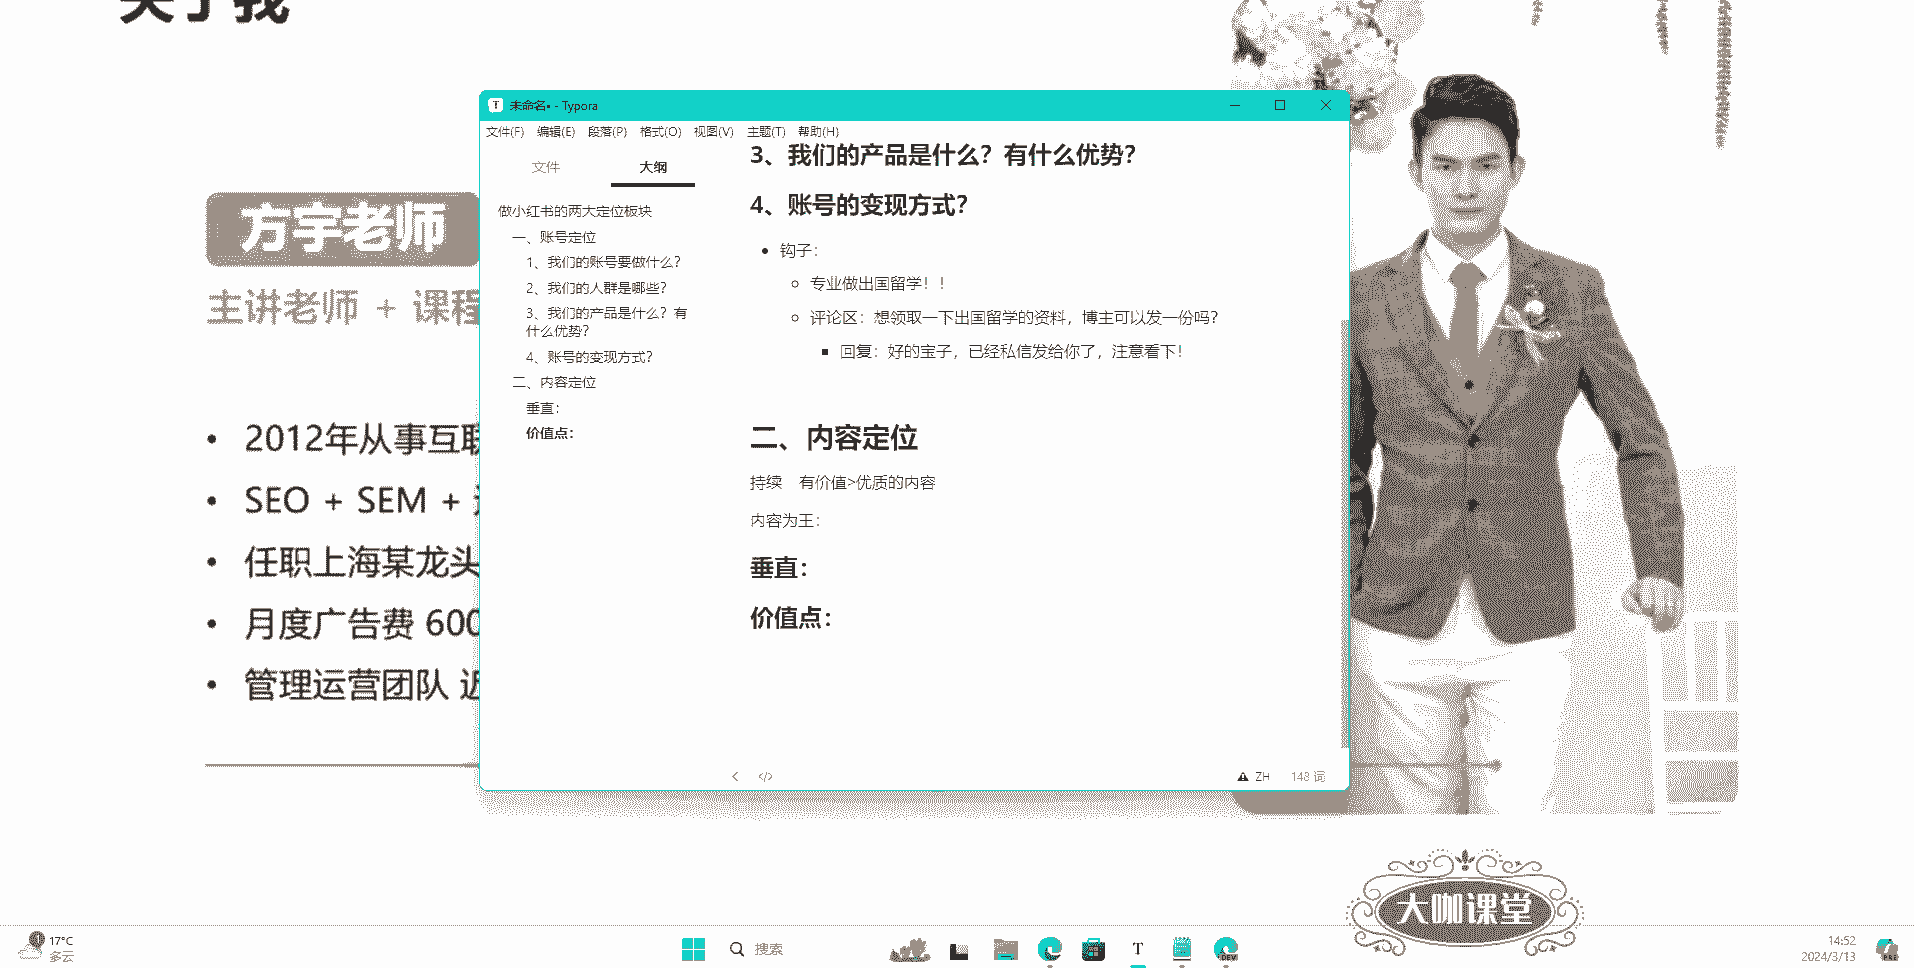 关于我
方宇老师
主讲老师 + 课程
2012年从事互联
SEO + SEM +
任职上海某龙头
月度广告费 600
管理运营团队 近
未命名• - Typora
文件(F) 编辑(E) 段落(P) 格式(O) 视图(V) 主题(T) 帮助(H)
文件 大纲
做小红书的两大定位板块
一、账号定位
1、我们的账号要做什么？
2、我们的人群是哪些？
3、我们的产品是什么？有
什么优势？
4、账号的变现方式？
二、内容定位
垂直：
价值点：
3、我们的产品是什么？有什么优势？
4、账号的变现方式？
钩子：
专业做出国留学！！
评论区：想领取一下出国留学的资料，博主可以发一份吗？
回复：好的宝子，已经私信发给你了，注意看下！
二、内容定位
持续 有价值>优质的内容
内容为王：
垂直：
价值点：
ZH 148 词
大咖课堂
17°C
多云
搜索
14:52
2024/3/13